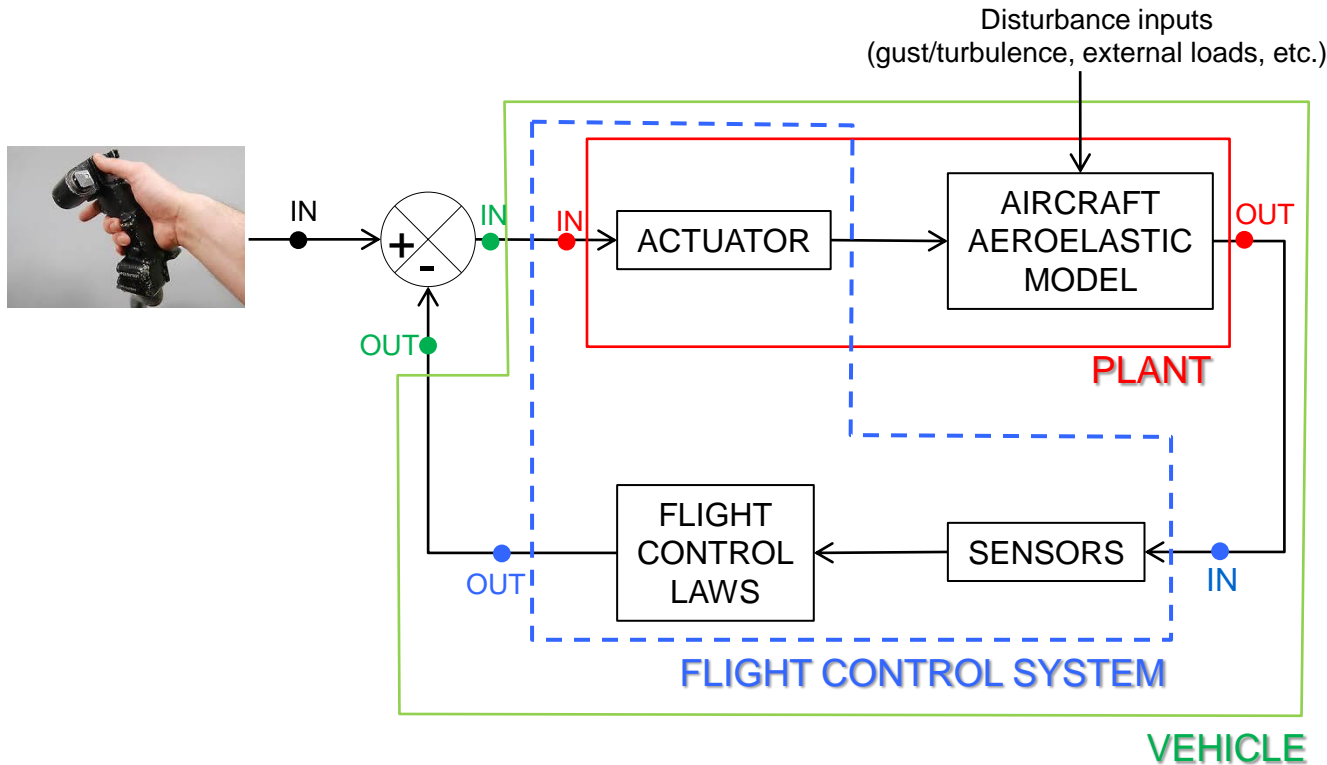 Disturbance inputs
(gust/turbulence, external loads, etc.)
IN
+
-
IN
IN
ACTUATOR
AIRCRAFT
AEROELASTIC
MODEL
OUT
OUT
PLANT
FLIGHT
CONTROL
LAWS
SENSORS
OUT
IN
FLIGHT CONTROL SYSTEM
VEHICLE